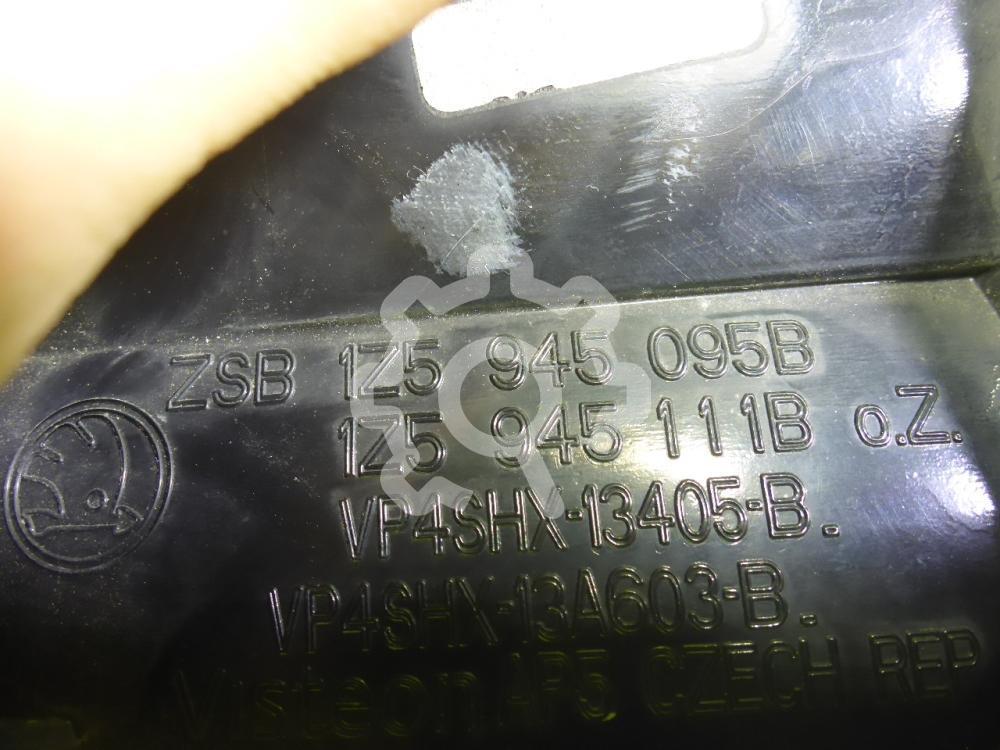 ZSB 1Z5 945 095B
1Z5 945 111B o.Z.
VP4SHX-13405-B.
VP4SHX-13A603-B.
Visteon AP5 CZECH REP